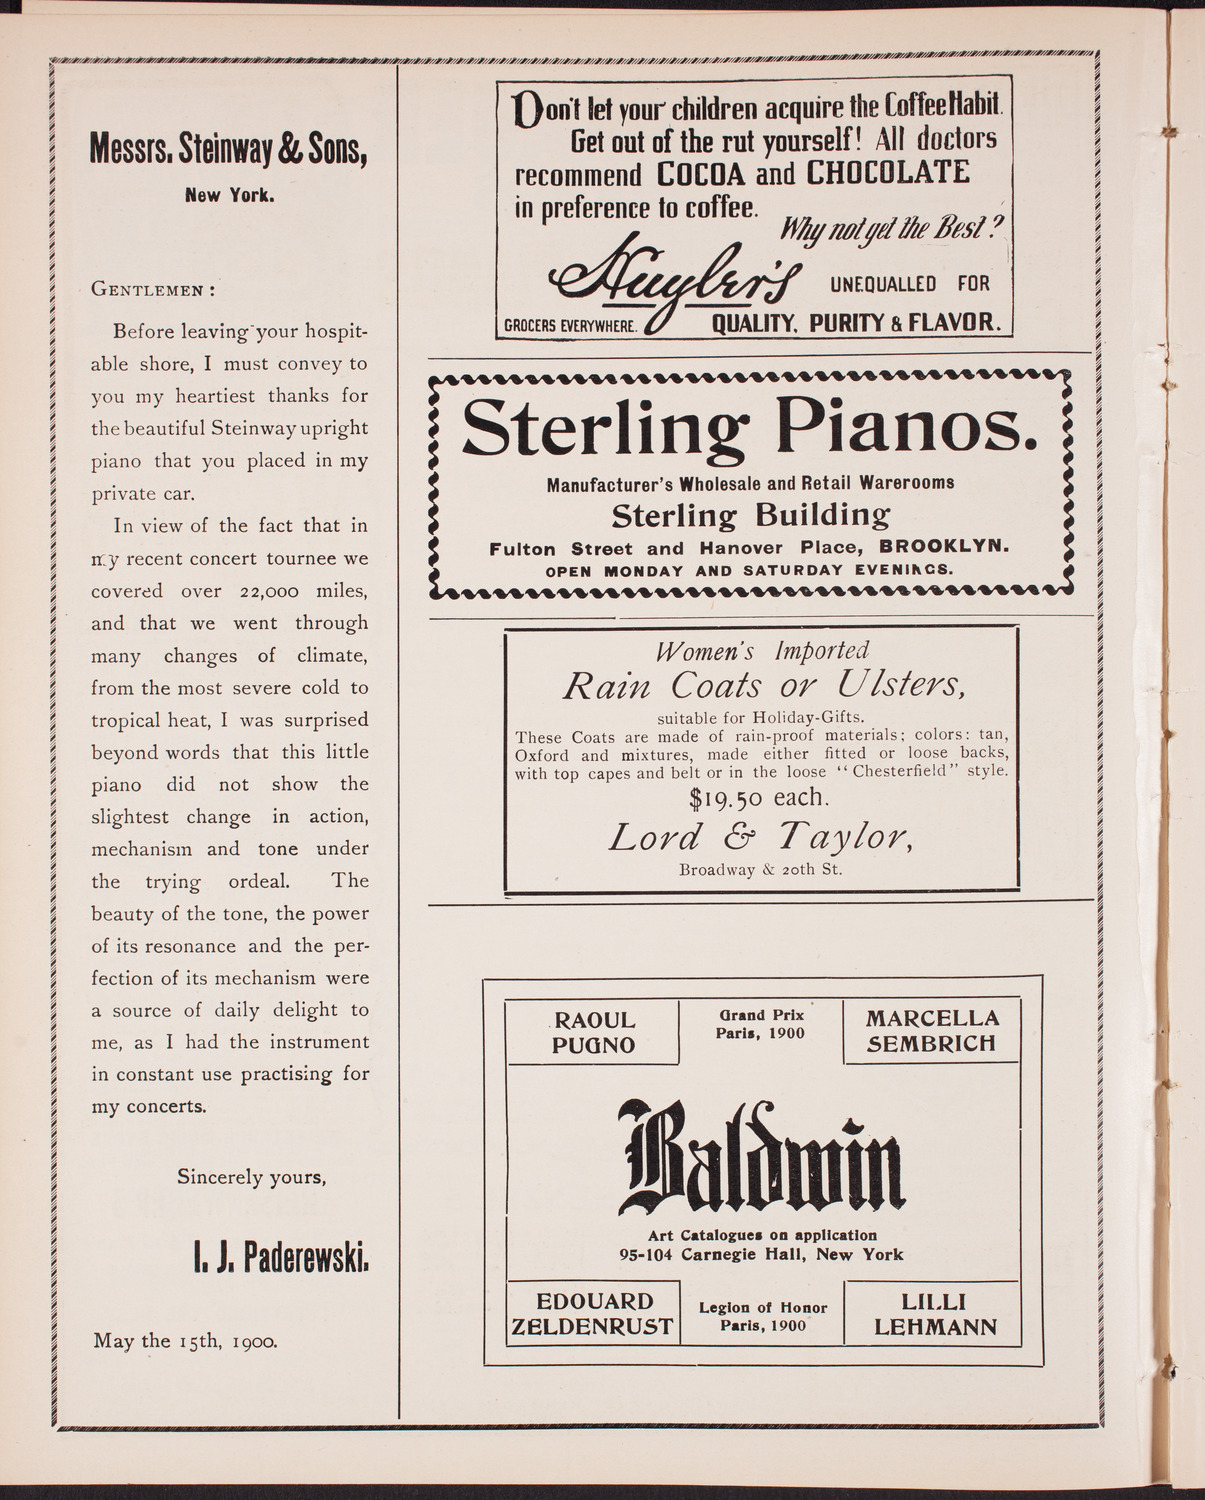 Messrs. Steinway & Sons,
New York.
GENTLEMEN :
Before leaving your hospit-
able shore, I must convey to
you my heartiest thanks for
the beautiful Steinway upright
piano that you placed in my
private car.
In view of the fact that in
my recent concert tournee we
covered over 22,000 miles,
and that we went through
many changes of climate,
from the most severe cold to
tropical heat, I was surprised
beyond words that this little
piano did not show the
slightest change in action,
mechanism and tone under
the trying ordeal. The
beauty of the tone, the power
of its resonance and the per-
fection of its mechanism were
a source of daily delight to
me, as I had the instrument
in constant use practising for
my concerts.
Sincerely yours,
I. J. Paderewski.
May the 15th, 1900.
Don't let your children acquire the Coffee Habit.
Get out of the rut yourself! All doctors
recommend COCOA and CHOCOLATE
in preference to coffee.
Why not get the Best?
Huyler's UNEQUALLED FOR
GROCERS EVERYWHERE. QUALITY, PURITY & FLAVOR.
Sterling Pianos.
Manufacturer's Wholesale and Retail Warerooms
Sterling Building
Fulton Street and Hanover Place, BROOKLYN.
OPEN MONDAY AND SATURDAY EVENINGS.
Women's Imported
Rain Coats or Ulsters,
suitable for Holiday-Gifts.
These Coats are made of rain-proof materials; colors: tan,
Oxford and mixtures, made either fitted or loose backs,
with top capes and belt or in the loose "Chesterfield" style.
$19.50 each.
Lord & Taylor,
Broadway & 20th St.
RAOUL
PUGNO
Grand Prix
Paris, 1900
MARCELLA
SEMBRICH
Baldwin
Art Catalogues on application
95-104 Carnegie Hall, New York
EDOUARD
ZELDENRUST
Legion of Honor
Paris, 1900
LILLI
LEHMANN